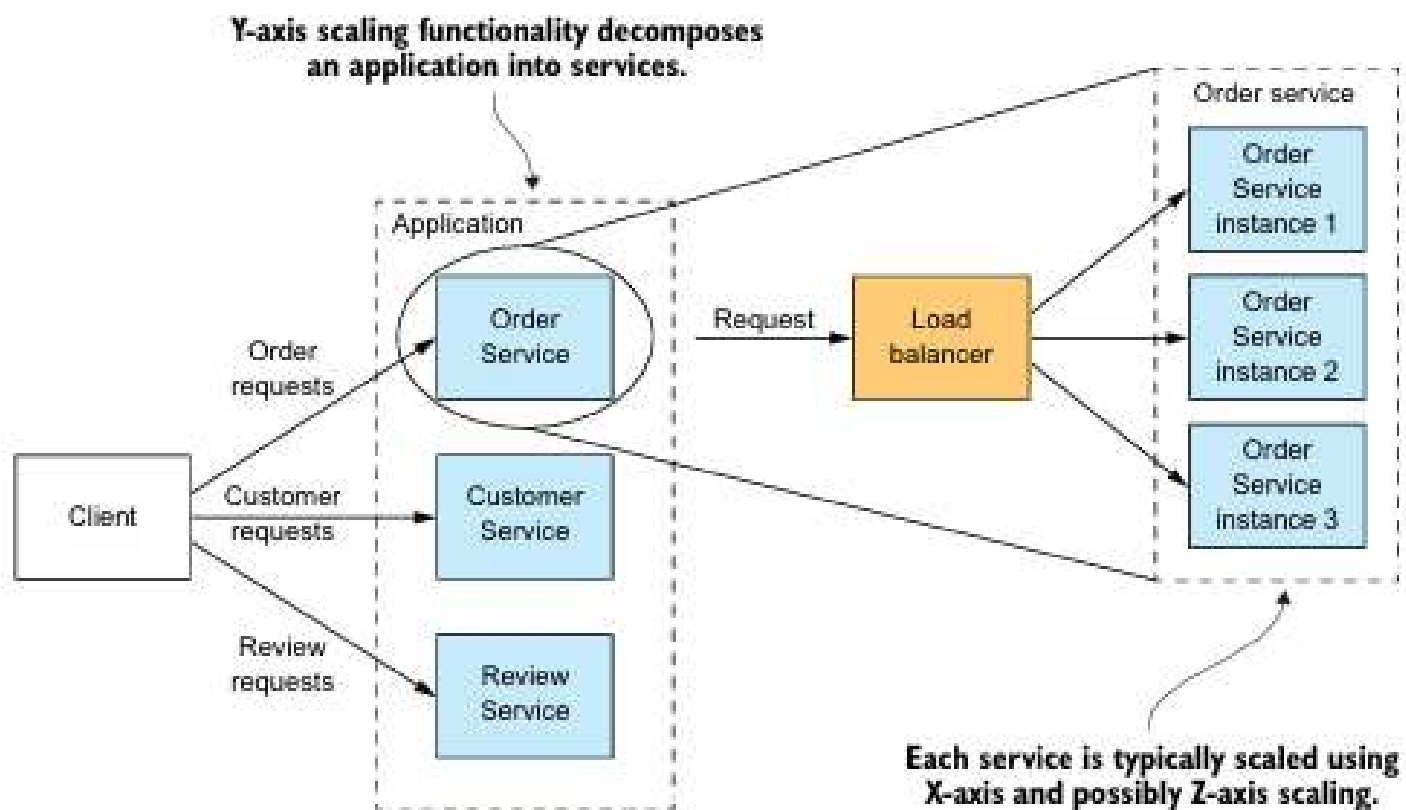 Y-axis scaling functionality decomposes
an application into services.
Order service
Order
Service
instance 1
Application
Order
Service
Request
Load
balancer
Order
Service
instance 2
Order
requests
Order
Service
instance 3
Client
Customer
requests
Customer
Service
Review
requests
Review
Service
Each service is typically scaled using
X-axis and possibly Z-axis scaling.